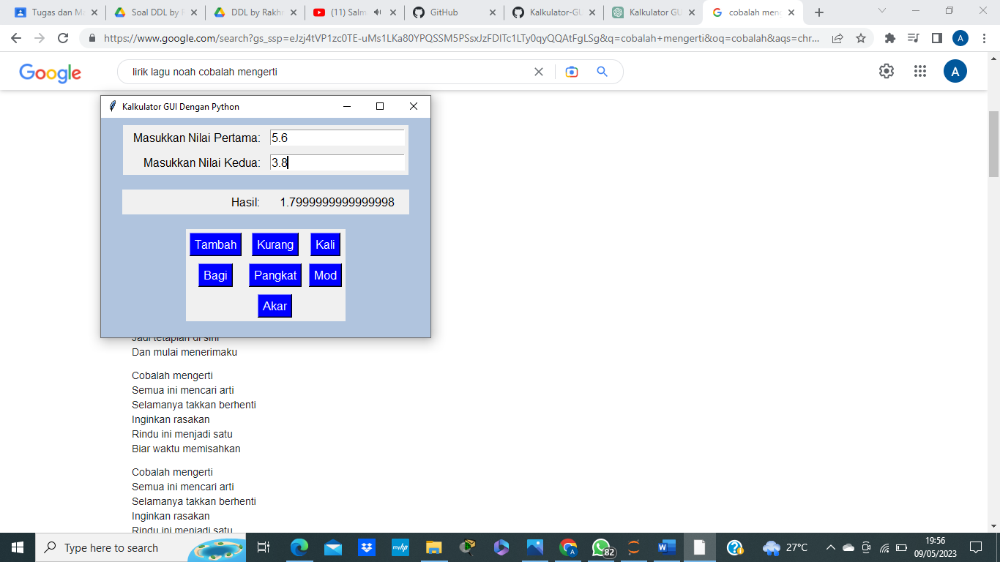 Tugas dan Ma
Soal DDL by R
DDL by Rakhr
(11) Salm
GitHub
Kalkulator-GU
Kalkulator GU
cobalah meng
https://www.google.com/search?gs_ssp=eJzj4tVP1zc0TE-uMs1LKa80YPQSSM5PSsxJzFDITc1LTy0qyQQAtFgLSg&q=cobalah+mengerti&oq=cobalah&aqs=chr...
A
Google
lirik lagu noah cobalah mengerti
A
Kalkulator GUI Dengan Python
Masukkan Nilai Pertama: 5.6
Masukkan Nilai Kedua: 3.8
Hasil: 1.7999999999999998
Tambah Kurang Kali
Bagi Pangkat Mod
Akar
Jadi tetaplah di sini
Dan mulai menerimaku
Cobalah mengerti
Semua ini mencari arti
Selamanya takkan berhenti
Inginkan rasakan
Rindu ini menjadi satu
Biar waktu memisahkan
Cobalah mengerti
Semua ini mencari arti
Selamanya takkan berhenti
Inginkan rasakan
Rindu ini menjadi satu
Type here to search
myhp
A
82
27°C
19:56
09/05/2023